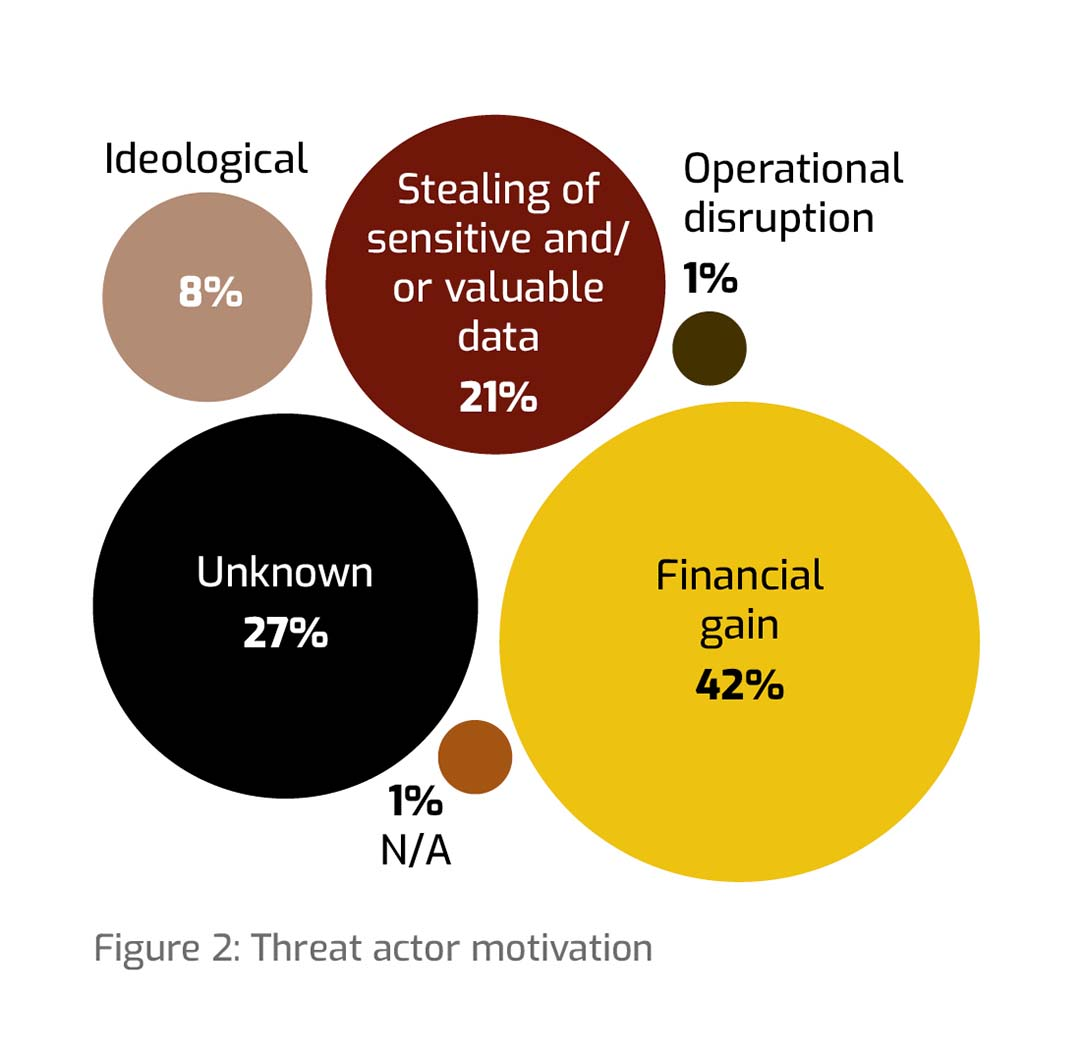 Ideological
8%
Stealing of
sensitive and/
or valuable
data
21%
Operational
disruption
1%
Unknown
27%
Financial
gain
42%
1%
N/A
Figure 2: Threat actor motivation